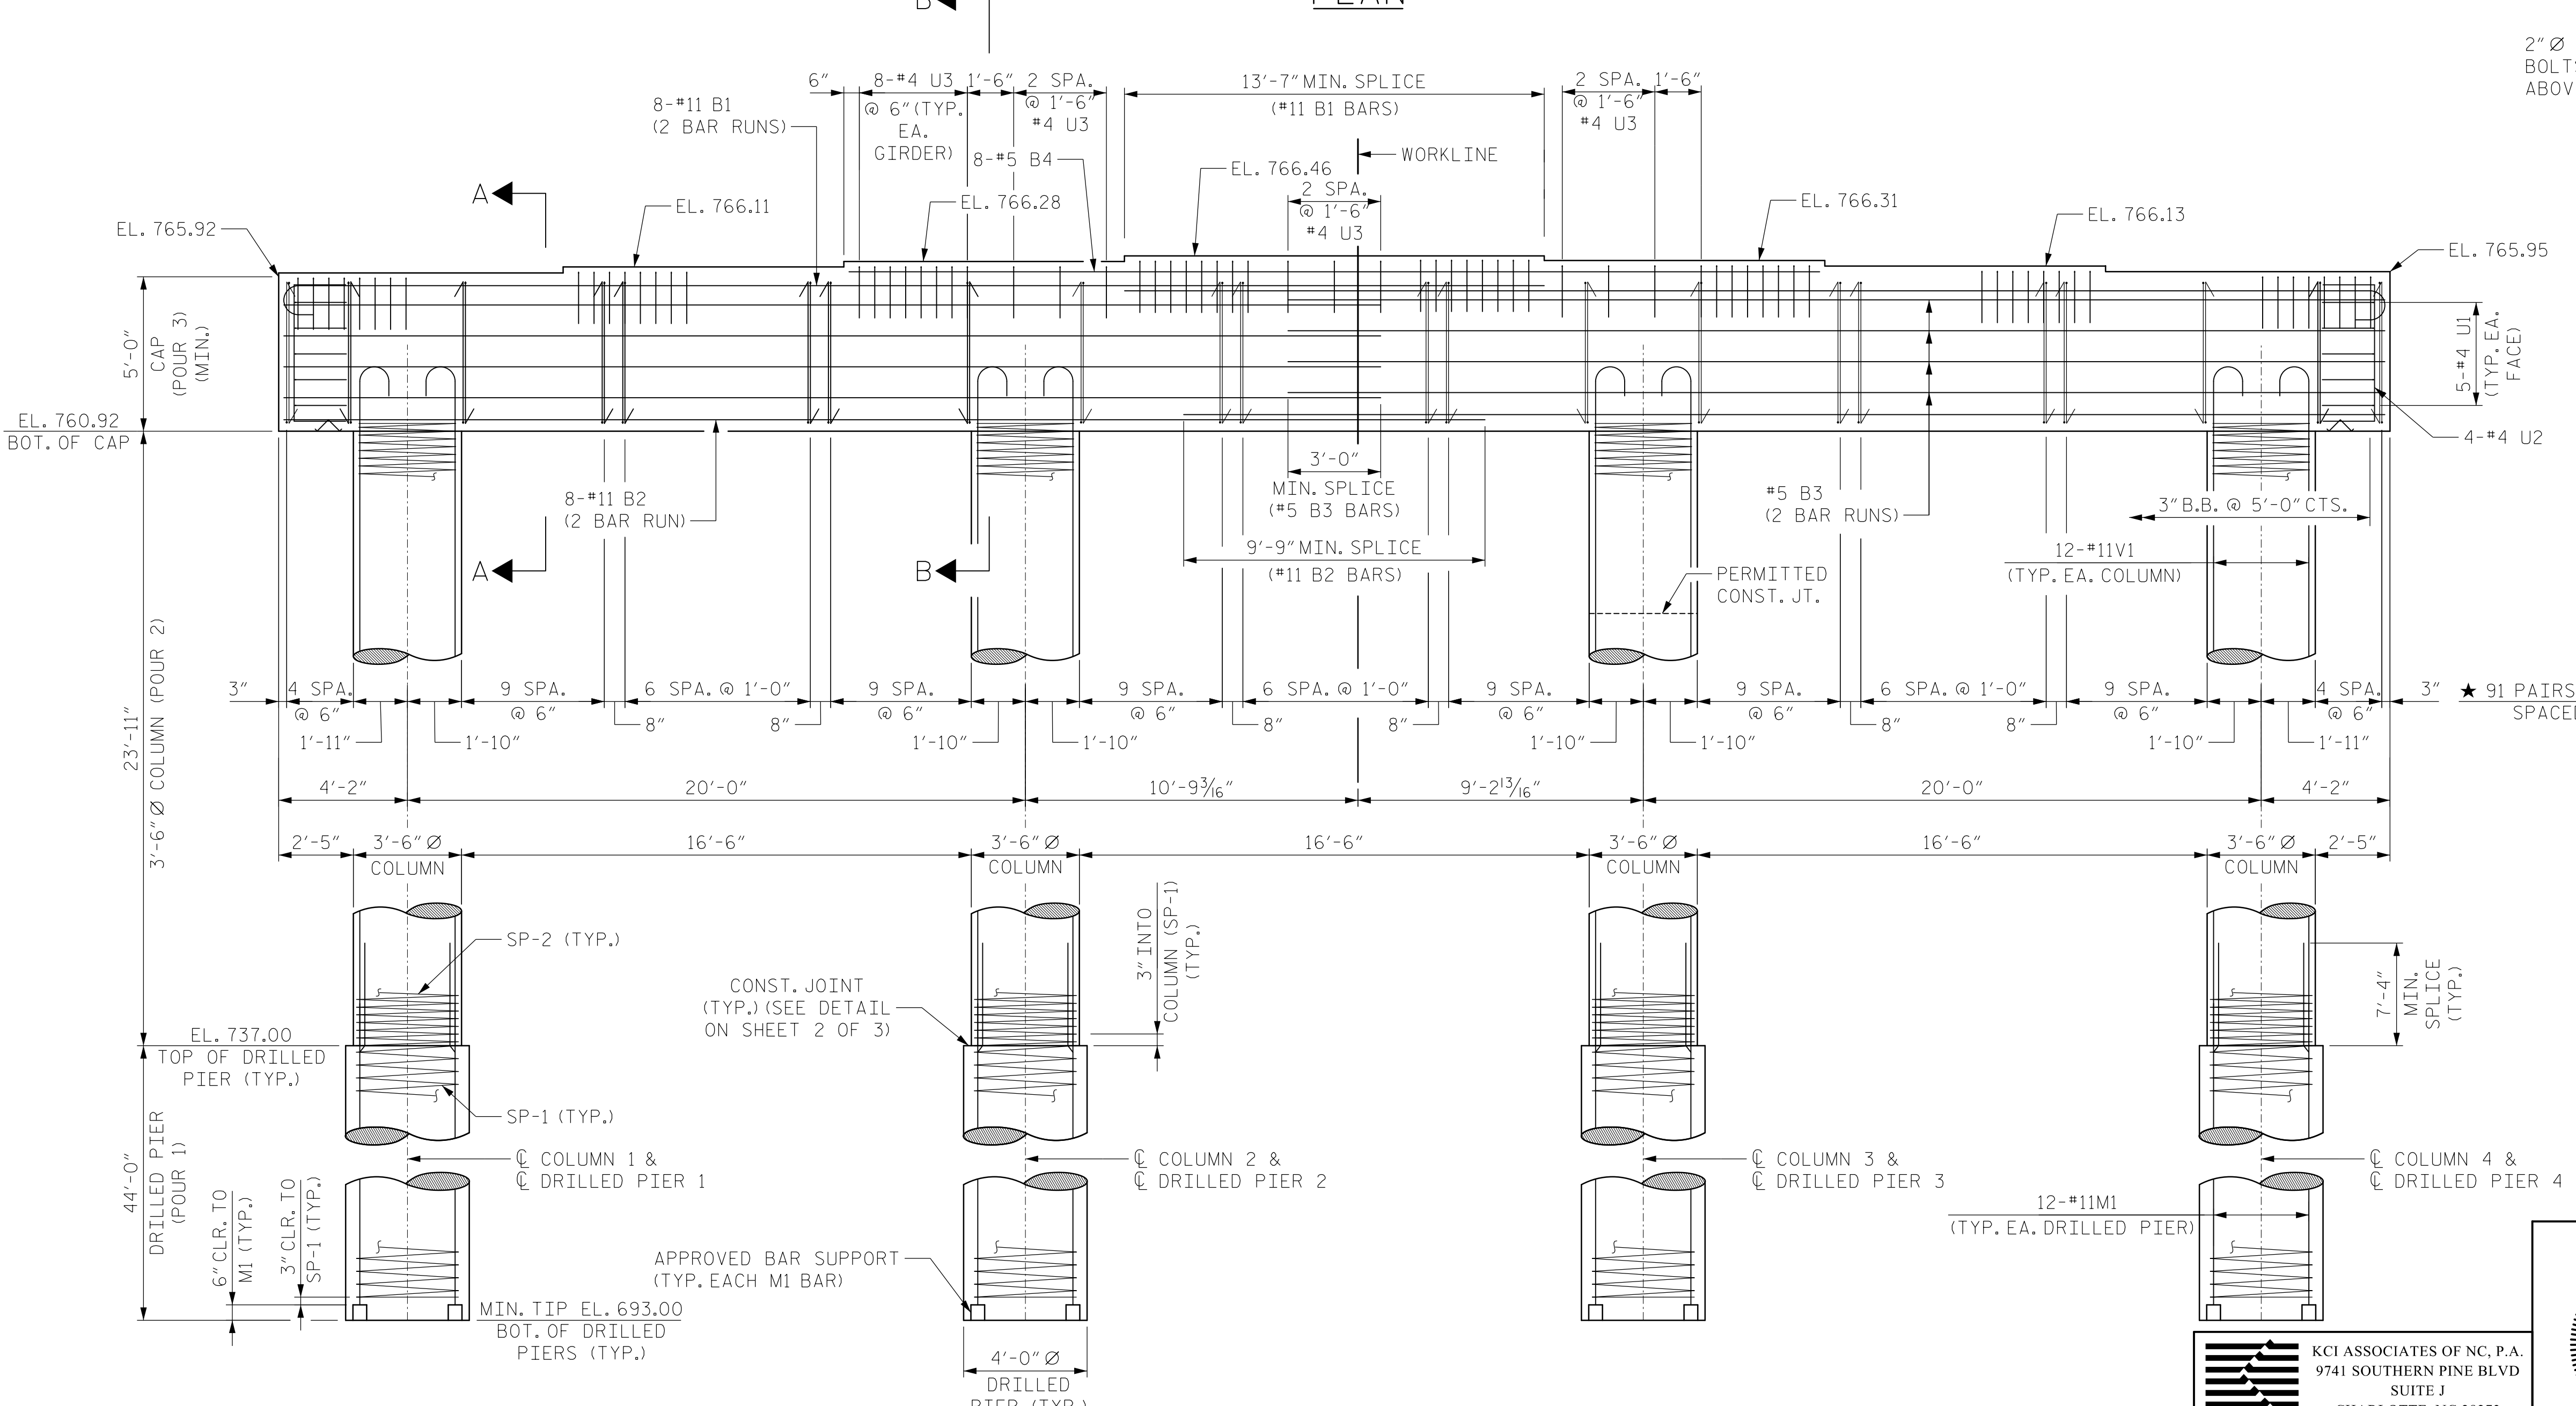 B
PLAN
2"Ø
6"
8-#4 U3
1'-6"
2 SPA.
@ 6"(TYP.
EA.
GIRDER)
@ 1'-6"
#4 U3
13'-7" MIN. SPLICE
(#11 B1 BARS)
2 SPA.
1'-6"
@ 1'-6"
#4 U3
8-#11 B1
(2 BAR RUNS)
8-#5 B4
WORKLINE
EL. 766.46
2 SPA.
@ 1'-6"
#4 U3
A
EL. 765.92
EL. 766.11
EL. 766.28
EL. 766.31
EL. 766.13
EL. 765.95
5'-0"
CAP
(POUR 3)
(MIN.)
5-#4 U1
(TYP. EA.
FACE)
EL. 760.92
BOT. OF CAP
4-#4 U2
8-#11 B2
(2 BAR RUN)
3'-0"
MIN. SPLICE
(#5 B3 BARS)
#5 B3
(2 BAR RUNS)
3" B.B. @ 5'-0" CTS.
A
B
9'-9" MIN. SPLICE
(#11 B2 BARS)
PERMITTED
CONST. JT.
12-#11V1
(TYP. EA. COLUMN)
23'-11"
3'-6" Ø COLUMN (POUR 2)
3"
4 SPA.
@ 6"
9 SPA.
@ 6"
6 SPA. @ 1'-0"
9 SPA.
@ 6"
9 SPA.
@ 6"
6 SPA. @ 1'-0"
9 SPA.
@ 6"
9 SPA.
@ 6"
6 SPA. @ 1'-0"
9 SPA.
@ 6"
4 SPA.
@ 6"
3"
★ 91 PAIRS
8"
8"
8"
8"
8"
8"
1'-11"
1'-10"
1'-10"
1'-10"
1'-10"
1'-10"
1'-10"
1'-11"
4'-2"
20'-0"
10'-9 3/16"
9'-2 13/16"
20'-0"
4'-2"
2'-5"
3'-6" Ø
COLUMN
16'-6"
3'-6" Ø
COLUMN
16'-6"
3'-6" Ø
COLUMN
16'-6"
3'-6" Ø
COLUMN
2'-5"
SP-2 (TYP.)
3" INTO
COLUMN (SP-1)
(TYP.)
CONST. JOINT
(TYP.) (SEE DETAIL
ON SHEET 2 OF 3)
7'-4"
MIN.
SPLICE
(TYP.)
EL. 737.00
TOP OF DRILLED
PIER (TYP.)
SP-1 (TYP.)
44'-0"
DRILLED PIER
(POUR 1)
6" CLR. TO
M1 (TYP.)
3" CLR. TO
SP-1 (TYP.)
℄ COLUMN 1 &
℄ DRILLED PIER 1
℄ COLUMN 2 &
℄ DRILLED PIER 2
℄ COLUMN 3 &
℄ DRILLED PIER 3
℄ COLUMN 4 &
℄ DRILLED PIER 4
12-#11M1
(TYP. EA. DRILLED PIER)
APPROVED BAR SUPPORT
(TYP. EACH M1 BAR)
MIN. TIP EL. 693.00
BOT. OF DRILLED
PIERS (TYP.)
4'-0" Ø
DRILLED
PIER (TYP.)
KCI ASSOCIATES OF NC, P.A.
9741 SOUTHERN PINE BLVD
SUITE J